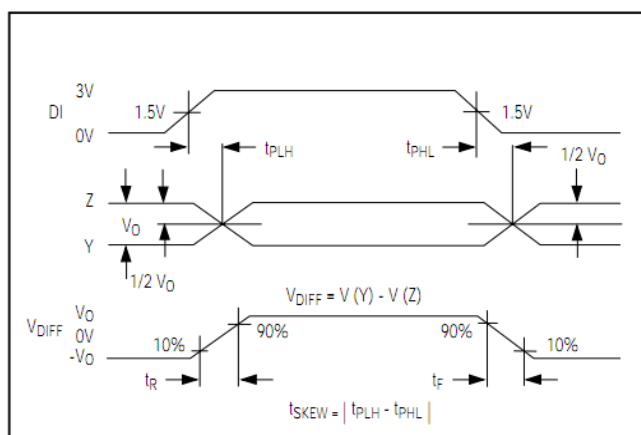 3V
DI
1.5V
1.5V
0V
tPLH
tPHL
1/2 VO
Z
VO
Y
1/2 VO
VDIFF = V (Y) - V (Z)
VO
VDIFF
0V
-VO
10%
90%
90%
10%
tR
tF
tSKEW = | tPLH - tPHL |